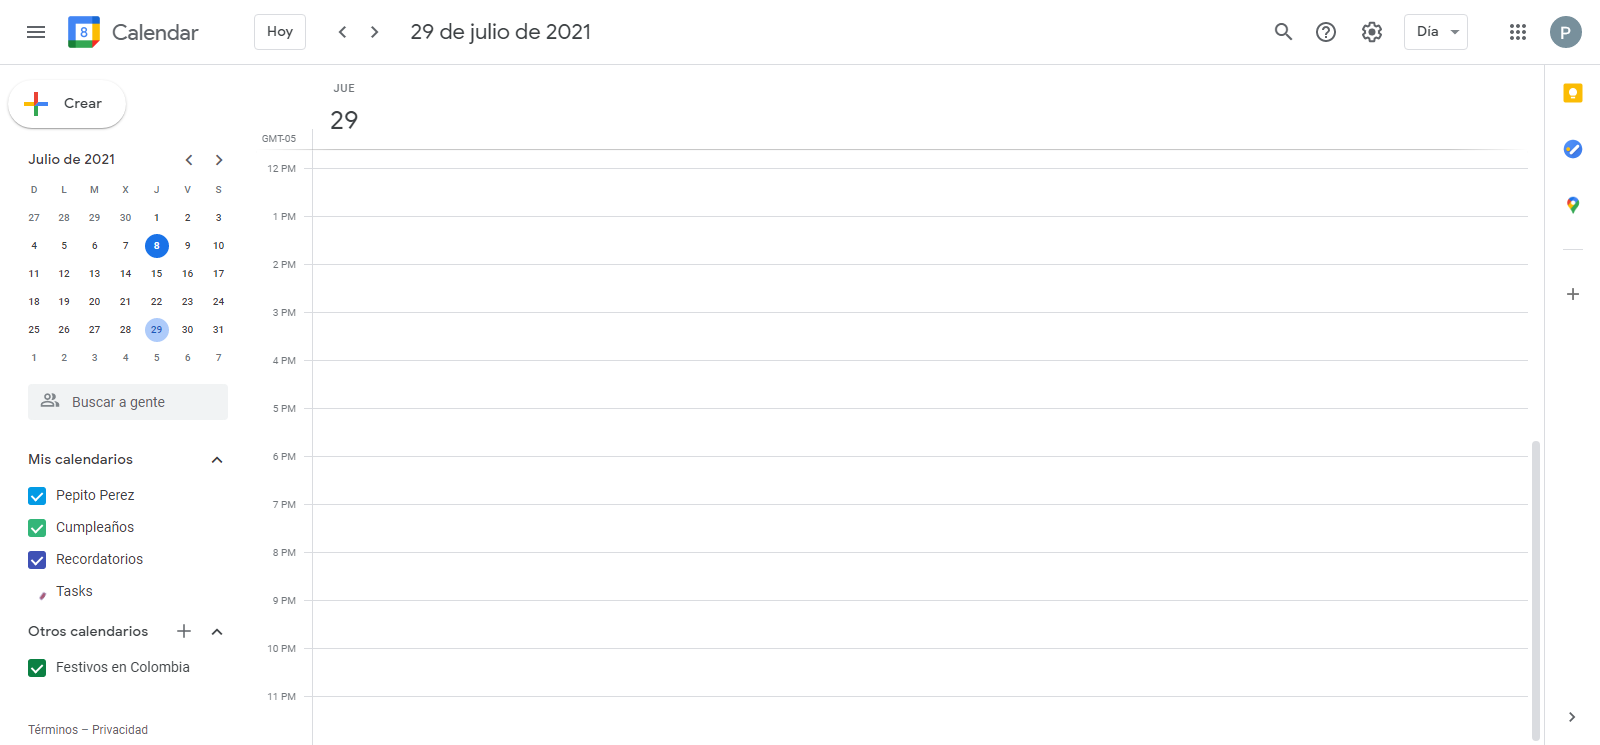 8 Calendar Hoy 29 de julio de 2021 Día P
Crear
JUE
29
GMT-05
Julio de 2021
D L M X J V S
27 28 29 30 1 2 3
4 5 6 7 8 9 10
11 12 13 14 15 16 17
18 19 20 21 22 23 24
25 26 27 28 29 30 31
1 2 3 4 5 6 7
Buscar a gente
Mis calendarios
Pepito Perez
Cumpleaños
Recordatorios
Tasks
Otros calendarios
Festivos en Colombia
Términos – Privacidad
12 PM
1 PM
2 PM
3 PM
4 PM
5 PM
6 PM
7 PM
8 PM
9 PM
10 PM
11 PM